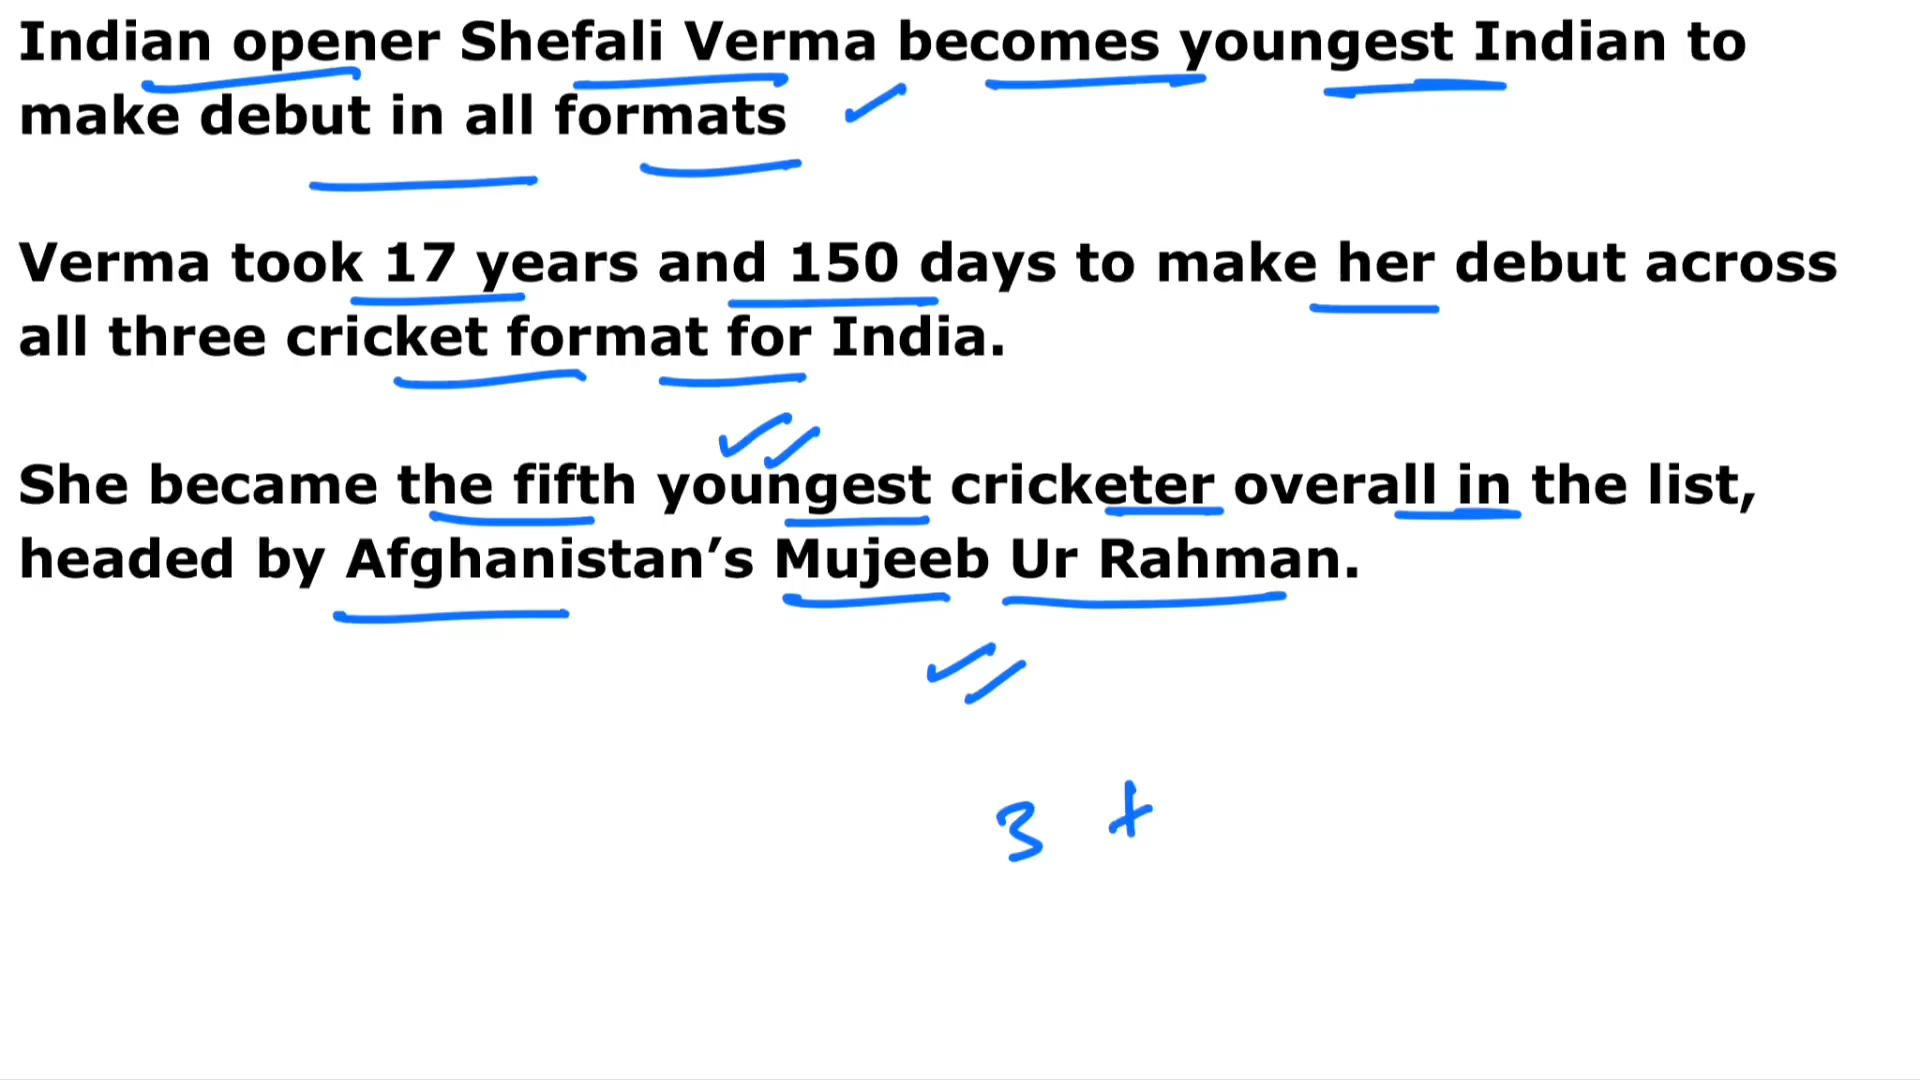 Indian opener Shefali Verma becomes youngest Indian to
make debut in all formats
Verma took 17 years and 150 days to make her debut across
all three cricket format for India.
She became the fifth youngest cricketer overall in the list,
headed by Afghanistan’s Mujeeb Ur Rahman.
3 +